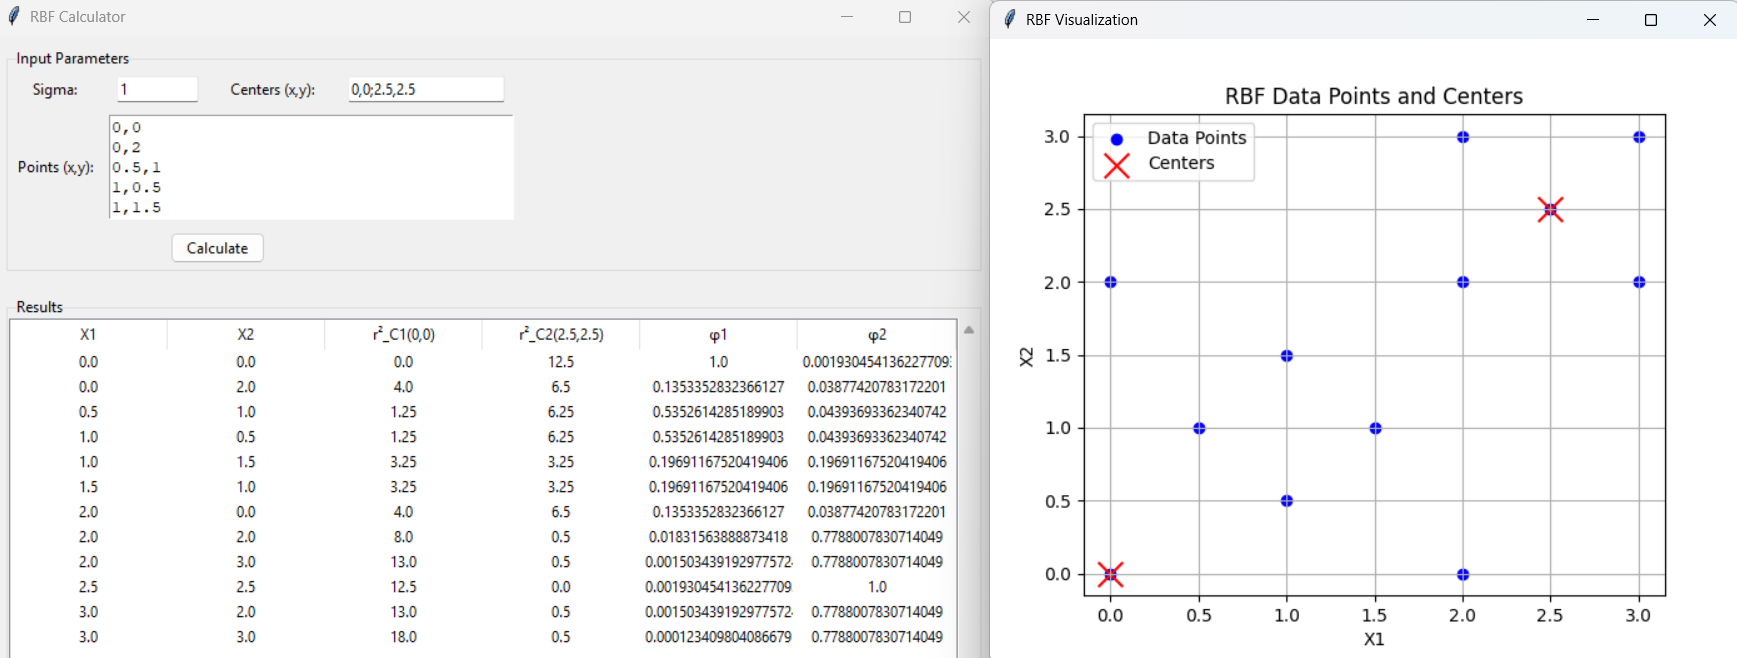 RBF Calculator
Input Parameters
Sigma: 1 Centers (x,y): 0,0;2.5,2.5
Points (x,y):
0,0
0,2
0.5,1
1,0.5
1,1.5
Calculate
Results
X1 X2 r²_C1(0,0) r²_C2(2.5,2.5) φ1 φ2
0.0 0.0 0.0 12.5 1.0 0.001930454136227709
0.0 2.0 4.0 6.5 0.1353352832366127 0.03877420783172201
0.5 1.0 1.25 6.25 0.5352614285189903 0.04393693362340742
1.0 0.5 1.25 6.25 0.5352614285189903 0.04393693362340742
1.0 1.5 3.25 3.25 0.19691167520419406 0.19691167520419406
1.5 1.0 3.25 3.25 0.19691167520419406 0.19691167520419406
2.0 0.0 4.0 6.5 0.1353352832366127 0.03877420783172201
2.0 2.0 8.0 0.5 0.01831563888873418 0.7788007830714049
2.0 3.0 13.0 0.5 0.001503439192977572 0.7788007830714049
2.5 2.5 12.5 0.0 0.001930454136227709 1.0
3.0 2.0 13.0 0.5 0.001503439192977572 0.7788007830714049
3.0 3.0 18.0 0.5 0.000123409804086679 0.7788007830714049
RBF Visualization
RBF Data Points and Centers
Data Points
Centers
3.0
2.5
2.0
1.5
1.0
0.5
0.0
X2
0.0 0.5 1.0 1.5 2.0 2.5 3.0
X1